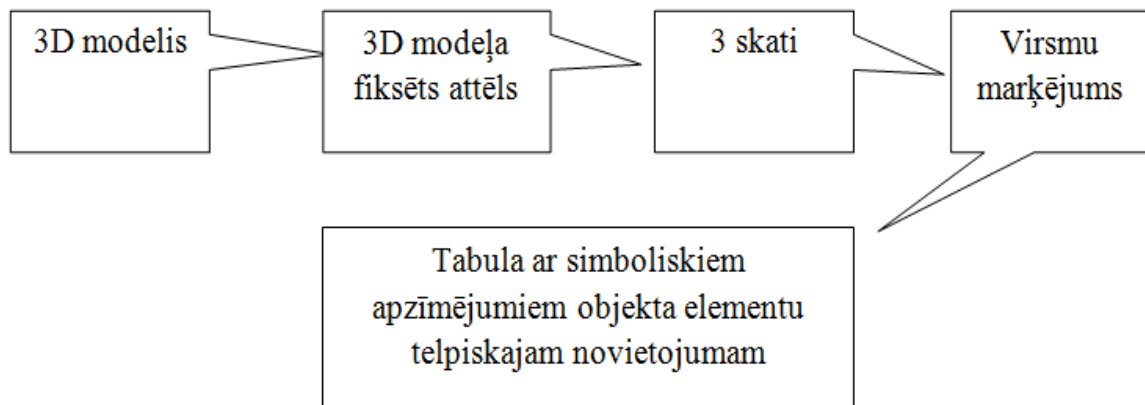 3D modelis
3D modeļa
fiksēts attēls
3 skati
Virsmu
marķējums
Tabula ar simboliskiem
apzīmējumiem objekta elementu
telpiskajam novietojumam